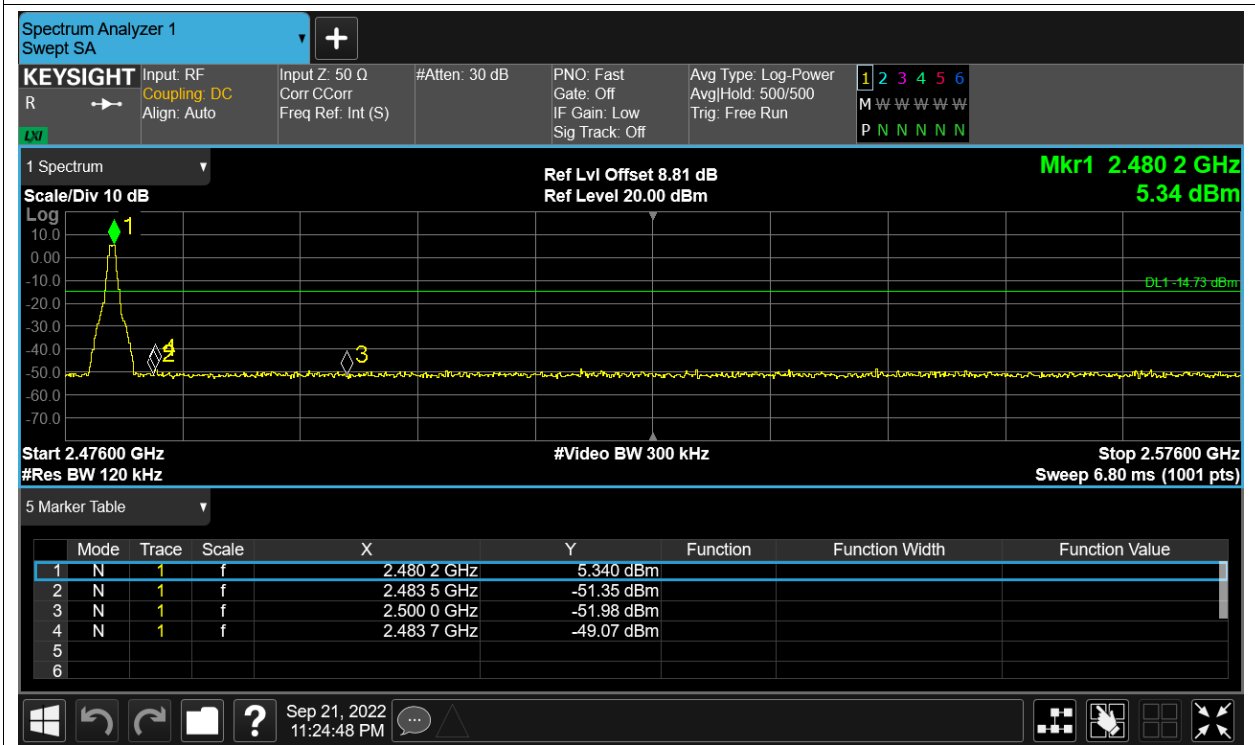 Spectrum Analyzer 1
Swept SA
KEYSIGHT
R
LXI
Input: RF
Coupling: DC
Align: Auto
Input Z: 50 Ω
Corr CCorr
Freq Ref: Int (S)
#Atten: 30 dB
PNO: Fast
Gate: Off
IF Gain: Low
Sig Track: Off
Avg Type: Log-Power
Avg|Hold: 500/500
Trig: Free Run
1 2 3 4 5 6
M W W W W W
P N N N N N
1 Spectrum
Scale/Div 10 dB
Ref Lvl Offset 8.81 dB
Ref Level 20.00 dBm
Mkr1 2.480 2 GHz
5.34 dBm
Log
10.0
0.00
-10.0
-20.0
-30.0
-40.0
-50.0
-60.0
-70.0
1
4
2
3
DL1 -14.73 dBm
Start 2.47600 GHz
#Video BW 300 kHz
Stop 2.57600 GHz
#Res BW 120 kHz
Sweep 6.80 ms (1001 pts)
5 Marker Table
Mode Trace Scale X Y Function Function Width Function Value
1 N 1 f 2.480 2 GHz 5.340 dBm
2 N 1 f 2.483 5 GHz -51.35 dBm
3 N 1 f 2.500 0 GHz -51.98 dBm
4 N 1 f 2.483 7 GHz -49.07 dBm
5
6
?
Sep 21, 2022
11:24:48 PM